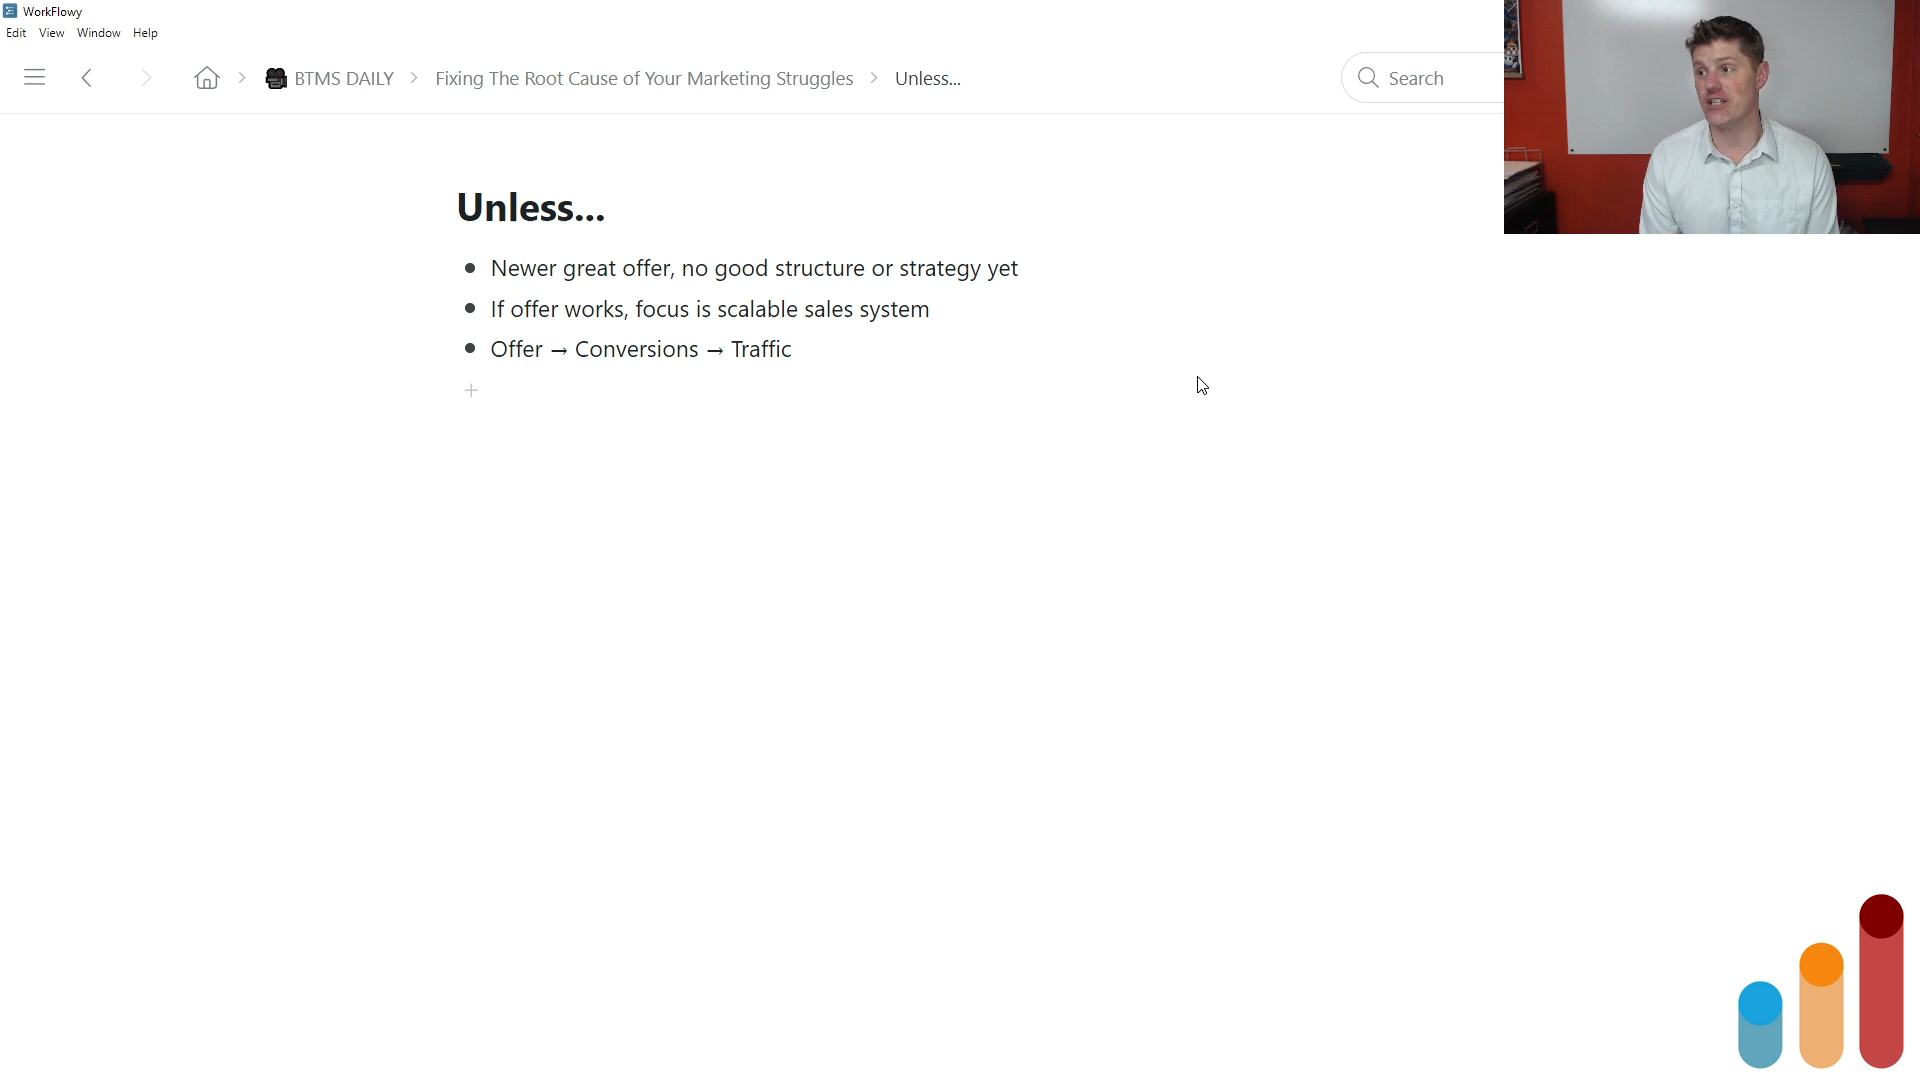 WorkFlowy
Edit View Window Help
BTMS DAILY > Fixing The Root Cause of Your Marketing Struggles > Unless...
Search
Unless...
Newer great offer, no good structure or strategy yet
If offer works, focus is scalable sales system
Offer → Conversions → Traffic